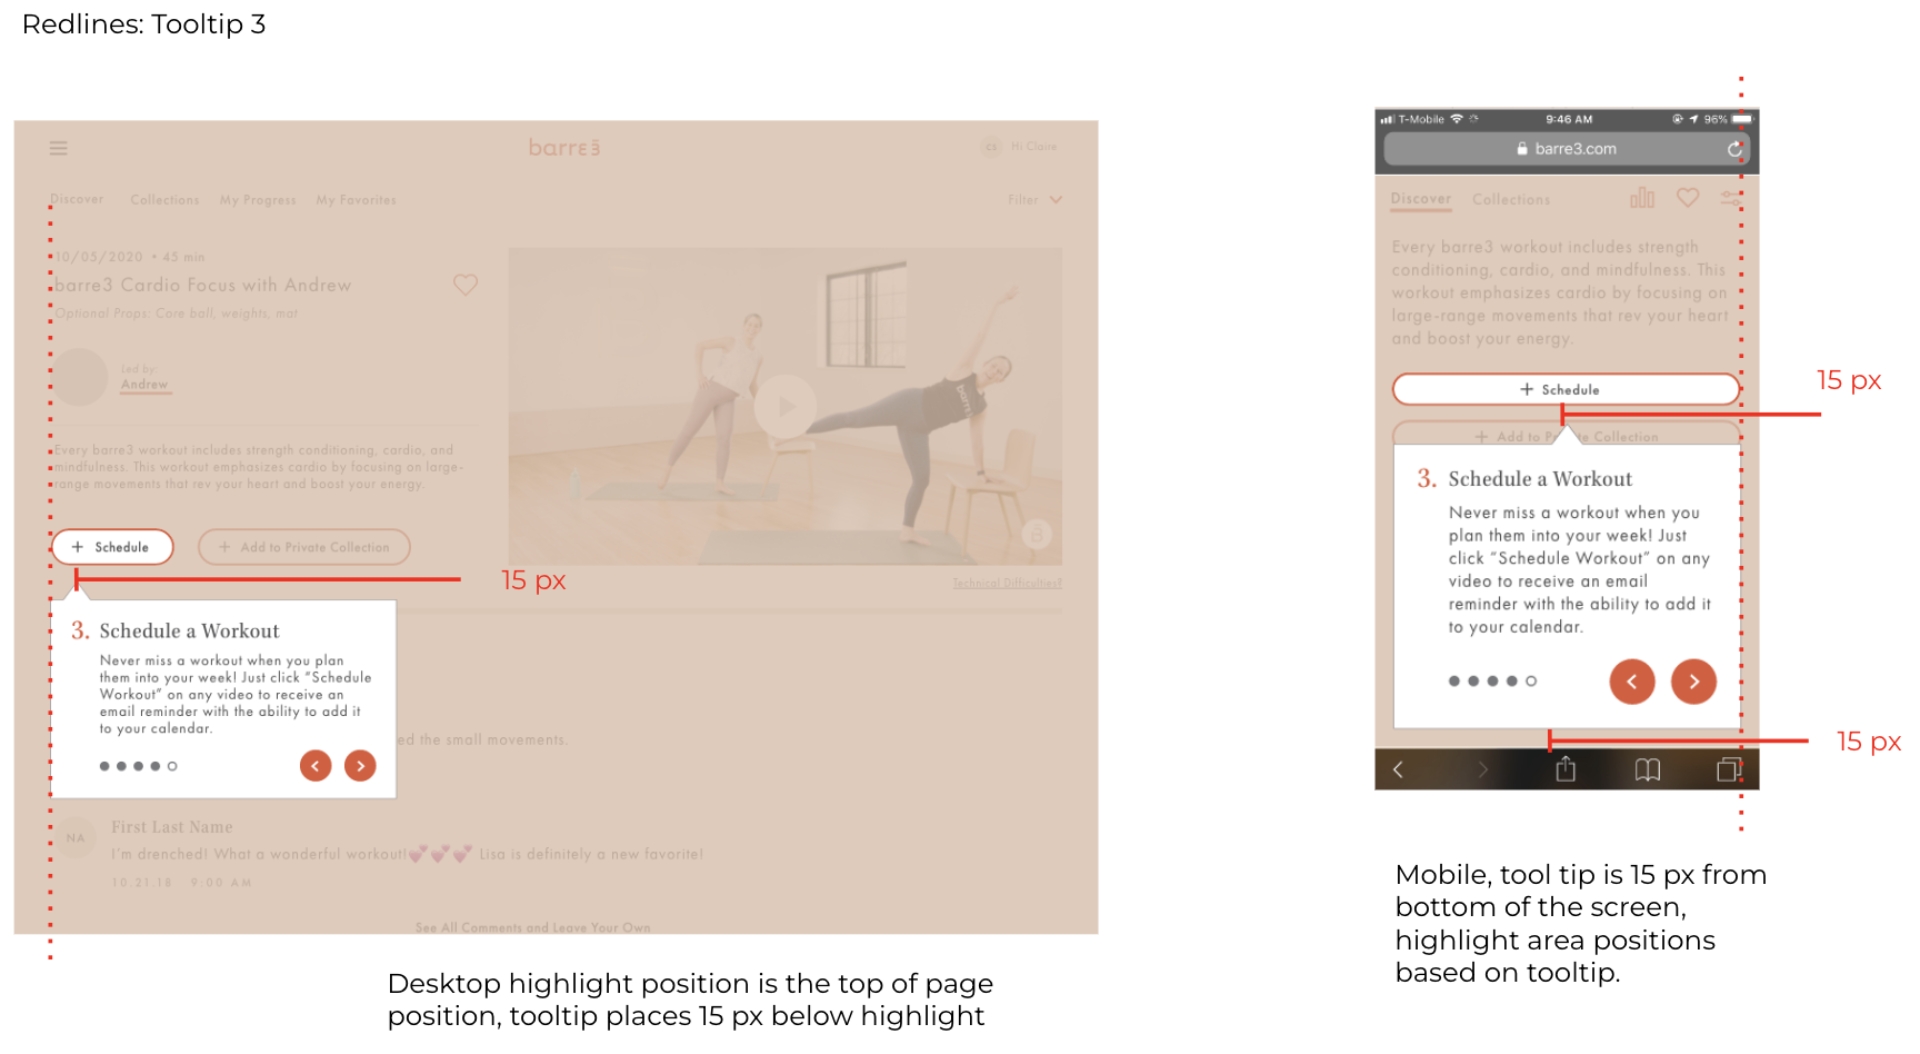 Redlines: Tooltip 3
barre3
cs Hi Claire
Discover Collections My Progress My Favorites Filter
10/05/2020 • 45 min
barre3 Cardio Focus with Andrew
Optional Props: Core ball, weights, mat
Led by:
Andrew
Every barre3 workout includes strength conditioning, cardio, and
mindfulness. This workout emphasizes cardio by focusing on large-
range movements that rev your heart and boost your energy.
+ Schedule + Add to Private Collection
Technical Difficulties?
15 px
3. Schedule a Workout
Never miss a workout when you plan
them into your week! Just click “Schedule
Workout” on any video to receive an
email reminder with the ability to add it
to your calendar.
ed the small movements.
NA
First Last Name
I'm drenched! What a wonderful workout!💕💕💕 Lisa is definitely a new favorite!
10.21.18 9:00 AM
See All Comments and Leave Your Own
Desktop highlight position is the top of page
position, tooltip places 15 px below highlight
T-Mobile 9:46 AM 96%
barre3.com
Discover Collections
Every barre3 workout includes strength
conditioning, cardio, and mindfulness. This
workout emphasizes cardio by focusing on
large-range movements that rev your heart
and boost your energy.
+ Schedule
15 px
+ Add to P te Collection
3. Schedule a Workout
Never miss a workout when you
plan them into your week! Just
click “Schedule Workout” on any
video to receive an email
reminder with the ability to add it
to your calendar.
15 px
Mobile, tool tip is 15 px from
bottom of the screen,
highlight area positions
based on tooltip.